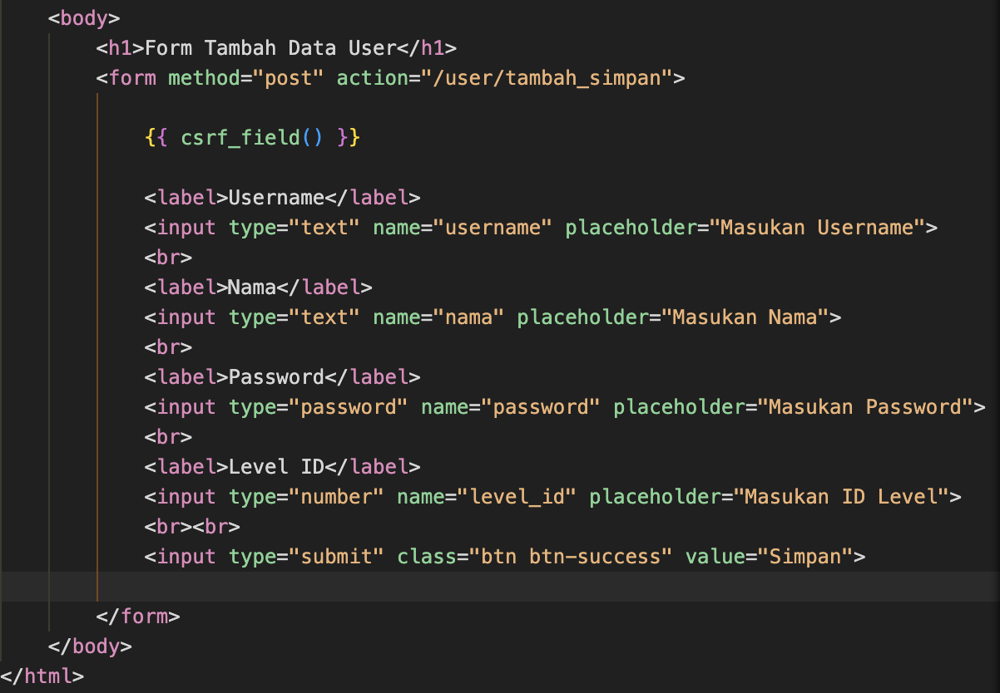 <body>
<h1>Form Tambah Data User</h1>
<form method="post" action="/user/tambah_simpan">
{{ csrf_field() }}
<label>Username</label>
<input type="text" name="username" placeholder="Masukan Username">
<br>
<label>Nama</label>
<input type="text" name="nama" placeholder="Masukan Nama">
<br>
<label>Password</label>
<input type="password" name="password" placeholder="Masukan Password">
<br>
<label>Level ID</label>
<input type="number" name="level_id" placeholder="Masukan ID Level">
<br><br>
<input type="submit" class="btn btn-success" value="Simpan">
</form>
</body>
</html>